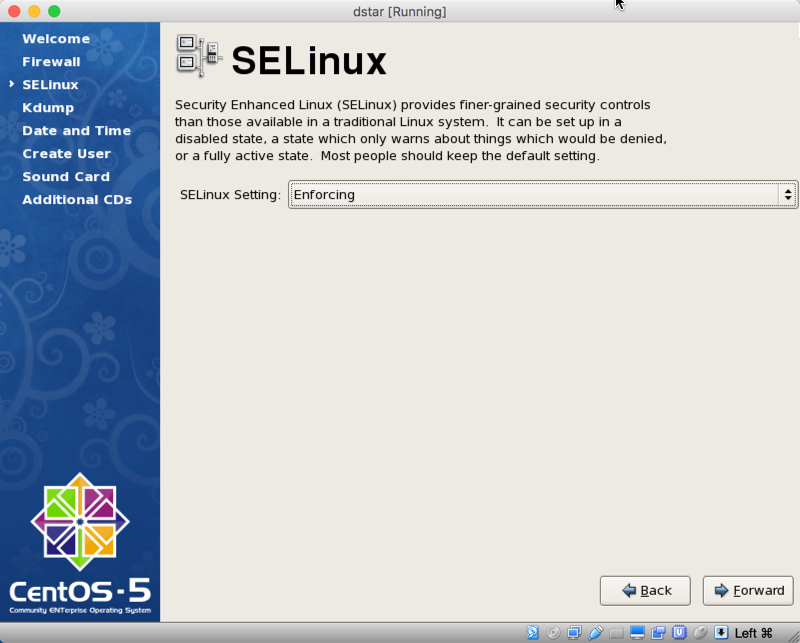 dstar [Running]
Welcome
Firewall
SELinux
Kdump
Date and Time
Create User
Sound Card
Additional CDs
SELinux
Security Enhanced Linux (SELinux) provides finer-grained security controls
than those available in a traditional Linux system.  It can be set up in a
disabled state, a state which only warns about things which would be denied,
or a fully active state.  Most people should keep the default setting.
SELinux Setting:
Enforcing
CentOS-5
Community ENTerprise Operating System
Back
Forward
Left ⌘